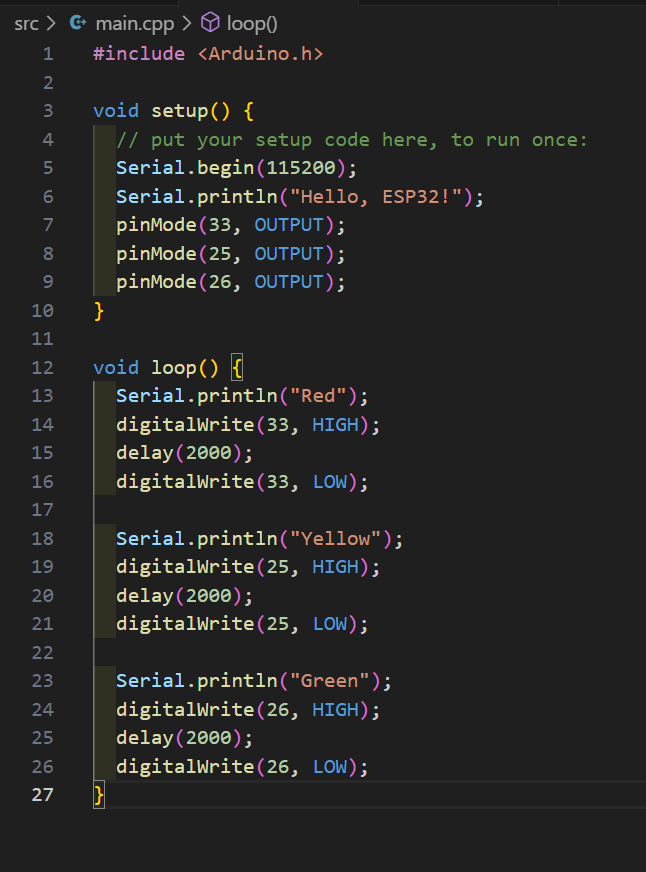 src > main.cpp > loop()
1 #include <Arduino.h>
2
3 void setup() {
4   // put your setup code here, to run once:
5   Serial.begin(115200);
6   Serial.println("Hello, ESP32!");
7   pinMode(33, OUTPUT);
8   pinMode(25, OUTPUT);
9   pinMode(26, OUTPUT);
10 }
11
12 void loop() {
13   Serial.println("Red");
14   digitalWrite(33, HIGH);
15   delay(2000);
16   digitalWrite(33, LOW);
17
18   Serial.println("Yellow");
19   digitalWrite(25, HIGH);
20   delay(2000);
21   digitalWrite(25, LOW);
22
23   Serial.println("Green");
24   digitalWrite(26, HIGH);
25   delay(2000);
26   digitalWrite(26, LOW);
27 }